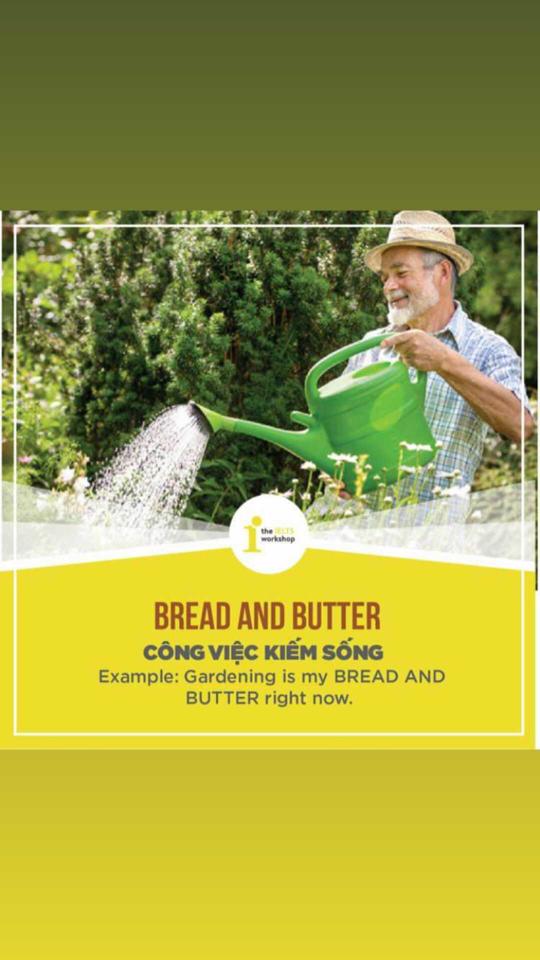 the IELTS
workshop
BREAD AND BUTTER
CÔNG VIỆC KIẾM SỐNG
Example: Gardening is my BREAD AND
BUTTER right now.